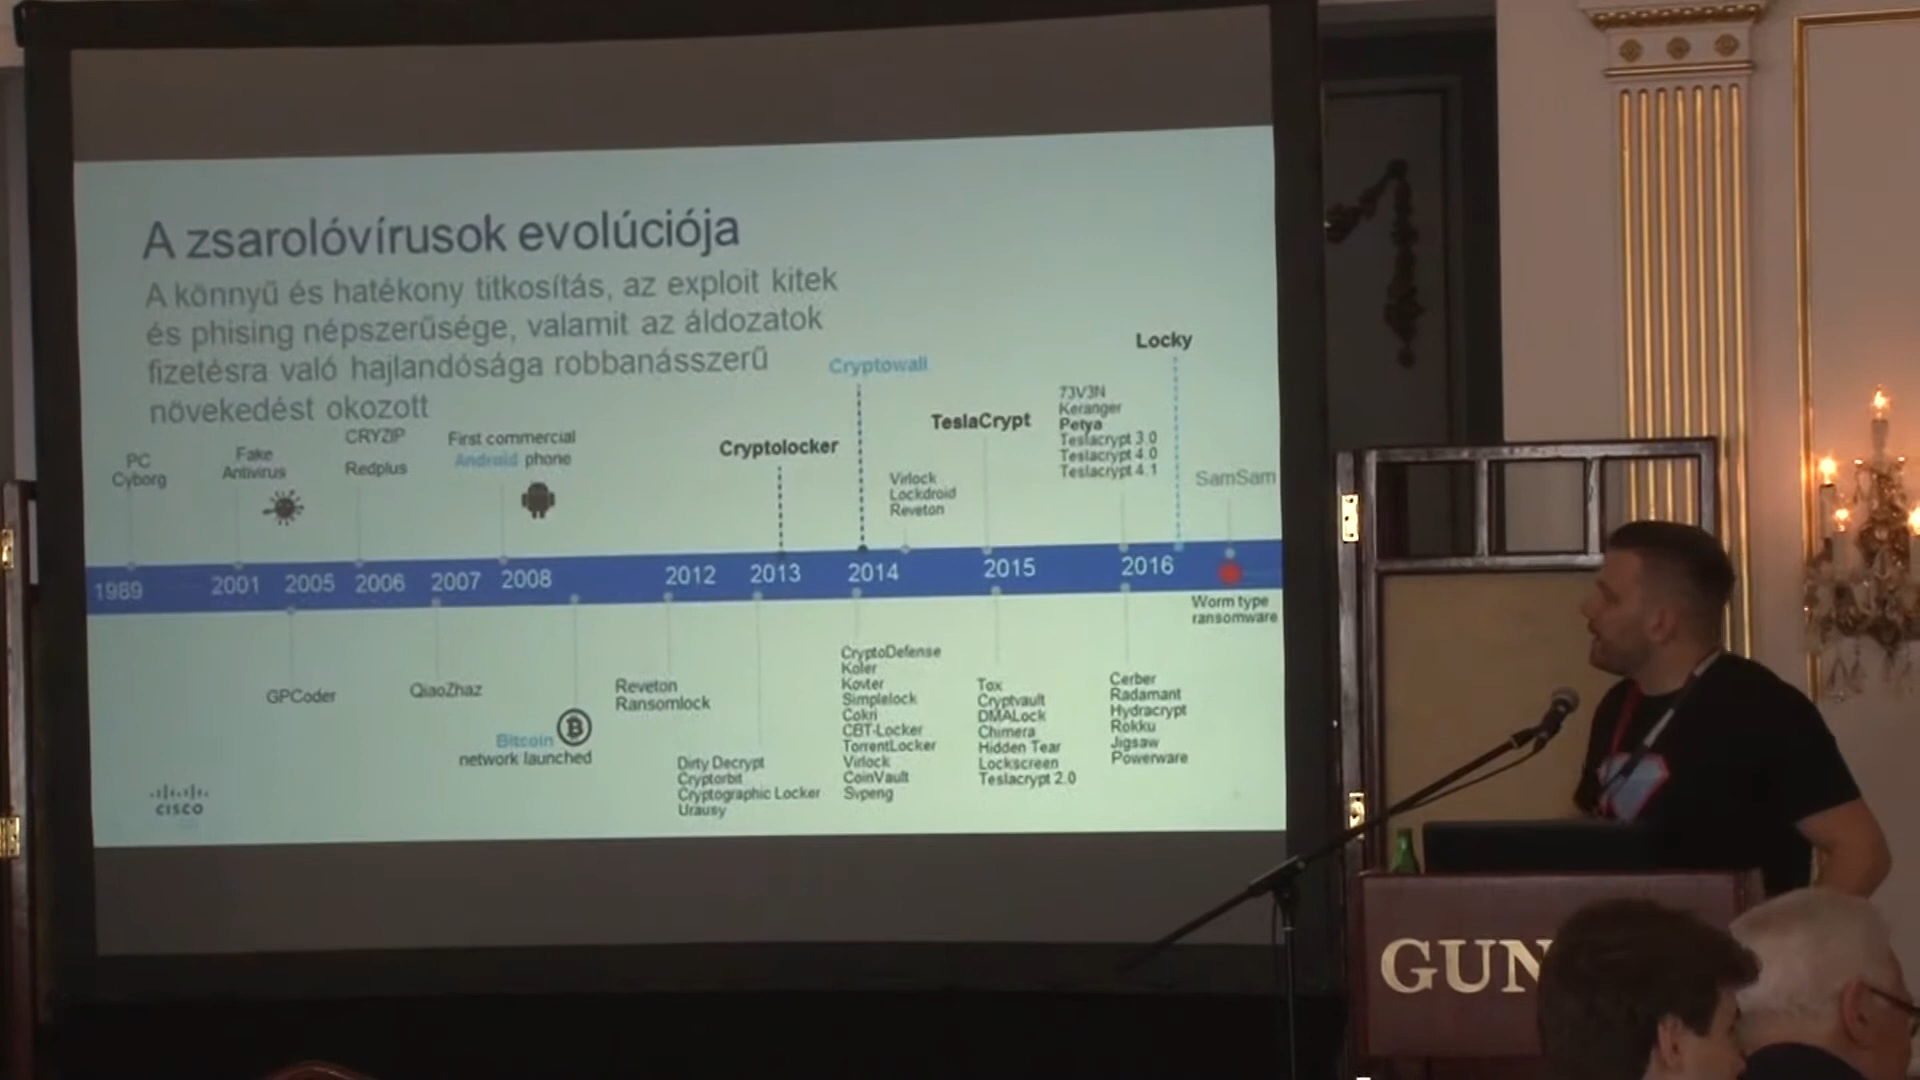 A zsarolóvírusok evolúciója
A könnyű és hatékony titkosítás, az exploit kitek
és phising népszerűsége, valamit az áldozatok
fizetésre való hajlandósága robbanásszerű
növekedést okozott
PC
Cyborg
Fake
Antivirus
CRYZIP
Redplus
First commercial
Android phone
Cryptolocker
Cryptowall
Virlock
Lockdroid
Reveton
TeslaCrypt
73V3N
Keranger
Petya
Teslacrypt 3.0
Teslacrypt 4.0
Teslacrypt 4.1
Locky
SamSam
1989
2001
2005
2006
2007
2008
2012
2013
2014
2015
2016
Worm type
ransomware
GPCoder
QiaoZhaz
Bitcoin
network launched
Reveton
Ransomlock
Dirty Decrypt
Cryptorbit
Cryptographic Locker
Urausy
CryptoDefense
Koler
Kovter
Simplelock
Cokri
CBT-Locker
TorrentLocker
Virlock
CoinVault
Svpeng
Tox
Cryptvault
DMALock
Chimera
Hidden Tear
Lockscreen
Teslacrypt 2.0
Cerber
Radamant
Hydracrypt
Rokku
Jigsaw
Powerware
CISCO
GUN